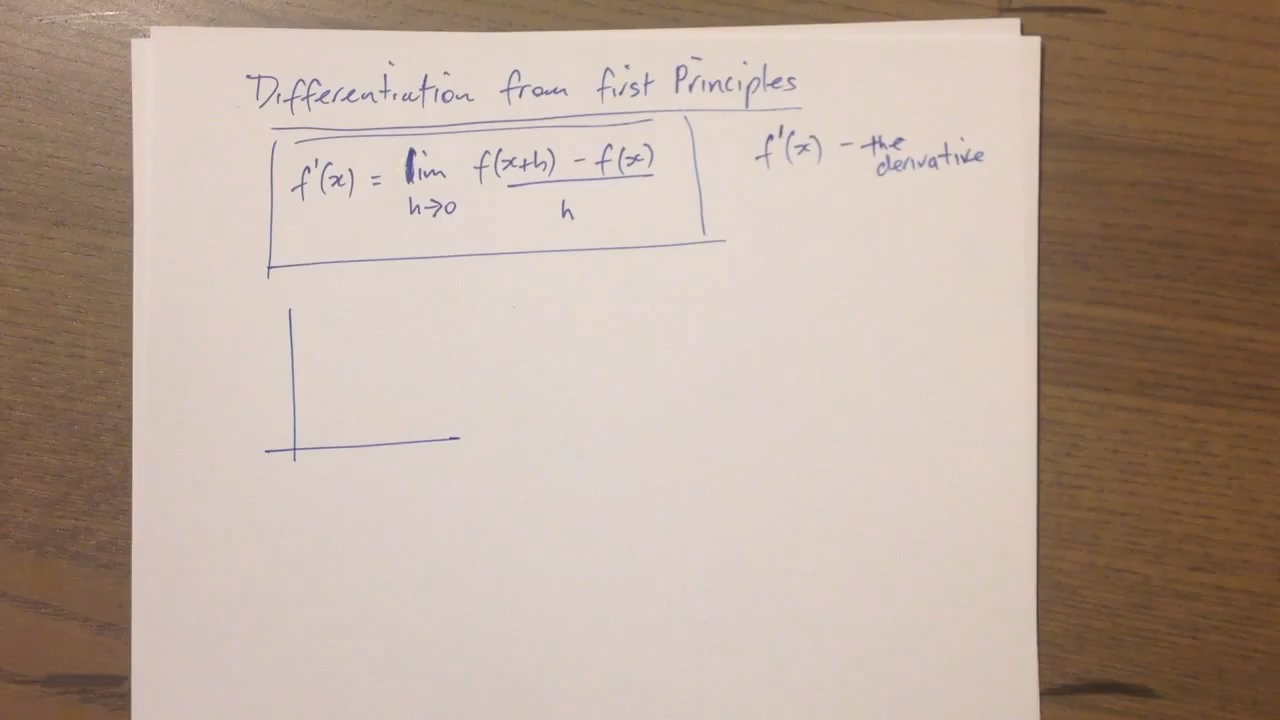 Differentiation from first Principles
f'(x) = lim h→0 f(x+h) - f(x) / h
f'(x) - the
derivative